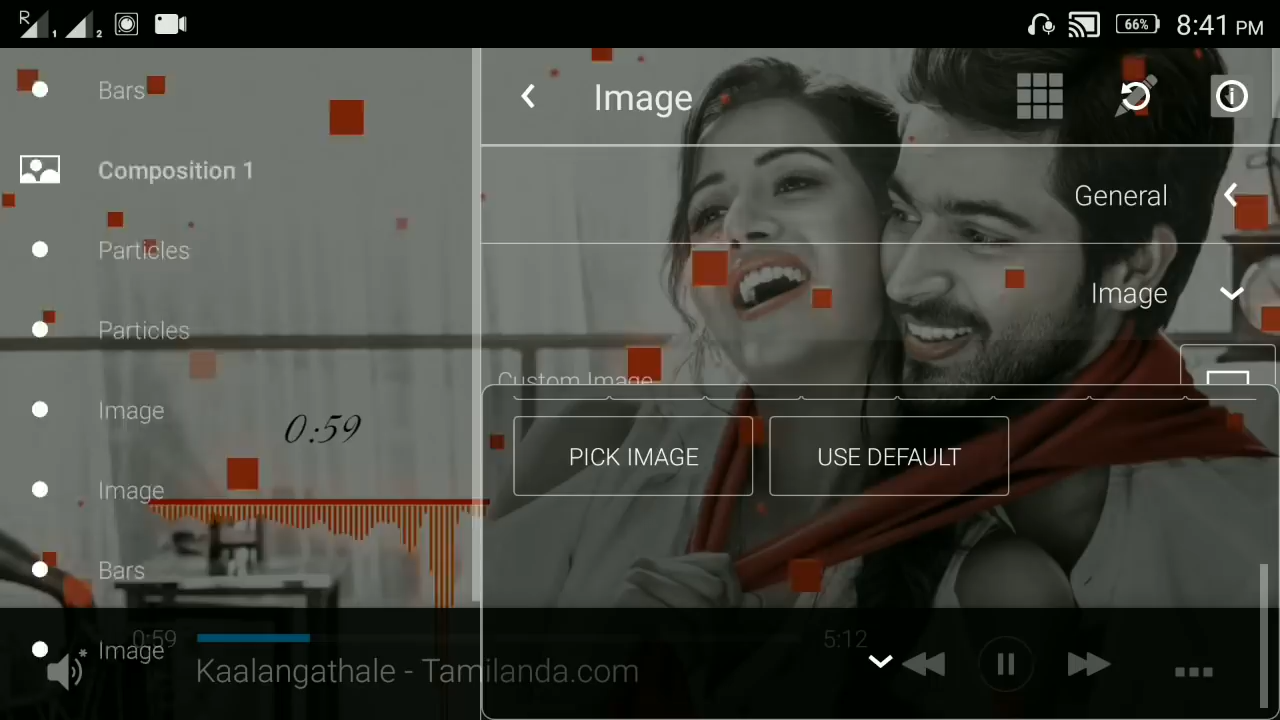 R 1 2 66% 8:41 PM
Bars
Composition 1
Particles
Particles
Image
Image
Bars
Image
0:59
Image
General
Image
Custom Image
PICK IMAGE
USE DEFAULT
0:59
5:12
Kaalangathale - Tamilanda.com